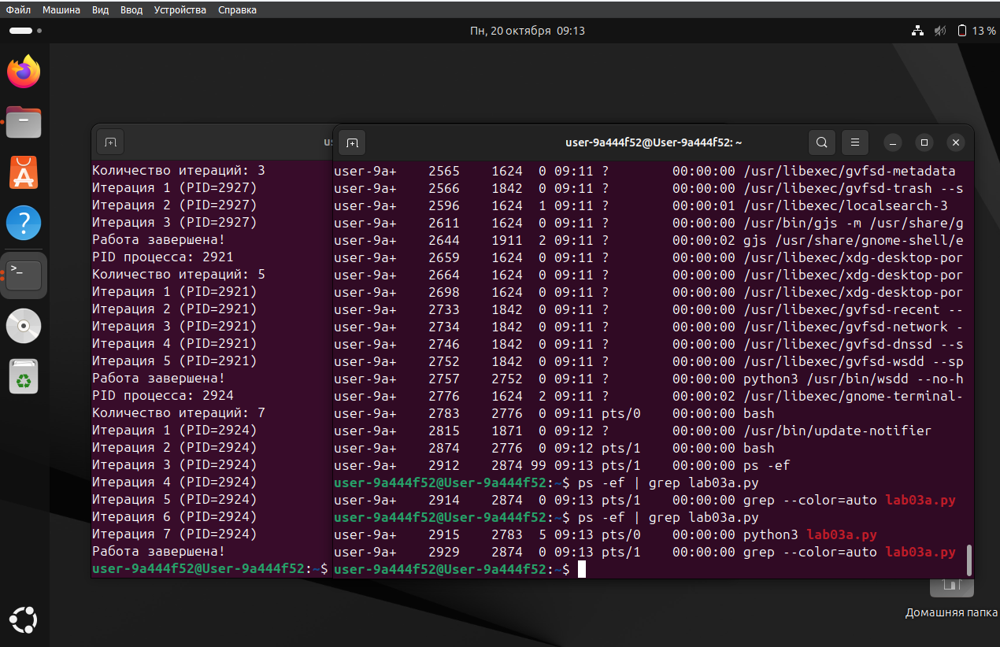 Файл Машина Вид Ввод Устройства Справка
Пн, 20 октября 09:13
13 %
Количество итераций: 3
Итерация 1 (PID=2927)
Итерация 2 (PID=2927)
Итерация 3 (PID=2927)
Работа завершена!
PID процесса: 2921
Количество итераций: 5
Итерация 1 (PID=2921)
Итерация 2 (PID=2921)
Итерация 3 (PID=2921)
Итерация 4 (PID=2921)
Итерация 5 (PID=2921)
Работа завершена!
PID процесса: 2924
Количество итераций: 7
Итерация 1 (PID=2924)
Итерация 2 (PID=2924)
Итерация 3 (PID=2924)
Итерация 4 (PID=2924)
Итерация 5 (PID=2924)
Итерация 6 (PID=2924)
Итерация 7 (PID=2924)
Работа завершена!
user-9a444f52@User-9a444f52:~$
user-9a444f52@User-9a444f52: ~
user-9a+    2565    1624  0 09:11 ?        00:00:00 /usr/libexec/gvfsd-metadata
user-9a+    2566    1842  0 09:11 ?        00:00:00 /usr/libexec/gvfsd-trash --s
user-9a+    2596    1624  1 09:11 ?        00:00:01 /usr/libexec/localsearch-3
user-9a+    2611    1624  0 09:11 ?        00:00:00 /usr/bin/gjs -m /usr/share/g
user-9a+    2644    1911  2 09:11 ?        00:00:02 gjs /usr/share/gnome-shell/e
user-9a+    2659    1624  0 09:11 ?        00:00:00 /usr/libexec/xdg-desktop-por
user-9a+    2664    1624  0 09:11 ?        00:00:00 /usr/libexec/xdg-desktop-por
user-9a+    2698    1624  0 09:11 ?        00:00:00 /usr/libexec/xdg-desktop-por
user-9a+    2733    1842  0 09:11 ?        00:00:00 /usr/libexec/gvfsd-recent --
user-9a+    2734    1842  0 09:11 ?        00:00:00 /usr/libexec/gvfsd-network -
user-9a+    2746    1842  0 09:11 ?        00:00:00 /usr/libexec/gvfsd-dnssd --s
user-9a+    2752    1842  0 09:11 ?        00:00:00 /usr/libexec/gvfsd-wsdd --sp
user-9a+    2757    2752  0 09:11 ?        00:00:00 python3 /usr/bin/wsdd --no-h
user-9a+    2776    1624  2 09:11 ?        00:00:02 /usr/libexec/gnome-terminal-
user-9a+    2783    2776  0 09:11 pts/0    00:00:00 bash
user-9a+    2815    1871  0 09:12 ?        00:00:00 /usr/bin/update-notifier
user-9a+    2874    2776  0 09:12 pts/1    00:00:00 bash
user-9a+    2912    2874 99 09:13 pts/1    00:00:00 ps -ef
user-9a444f52@User-9a444f52:~$ ps -ef | grep lab03a.py
user-9a+    2914    2874  0 09:13 pts/1    00:00:00 grep --color=auto lab03a.py
user-9a444f52@User-9a444f52:~$ ps -ef | grep lab03a.py
user-9a+    2915    2783  5 09:13 pts/0    00:00:00 python3 lab03a.py
user-9a+    2929    2874  0 09:13 pts/1    00:00:00 grep --color=auto lab03a.py
user-9a444f52@User-9a444f52:~$
Домашняя папка